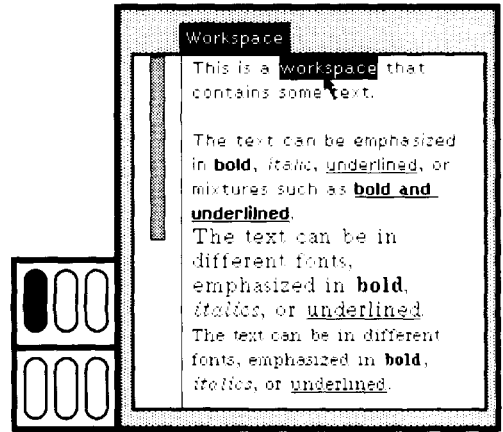 Workspace
This is a workspace that
contains some text.
The text can be emphasized
in bold, italic, underlined, or
mixtures such as bold and
underlined.
The text can be in
different fonts,
emphasized in bold,
italics, or underlined.
The text can be in different
fonts, emphasized in bold,
italics, or underlined.